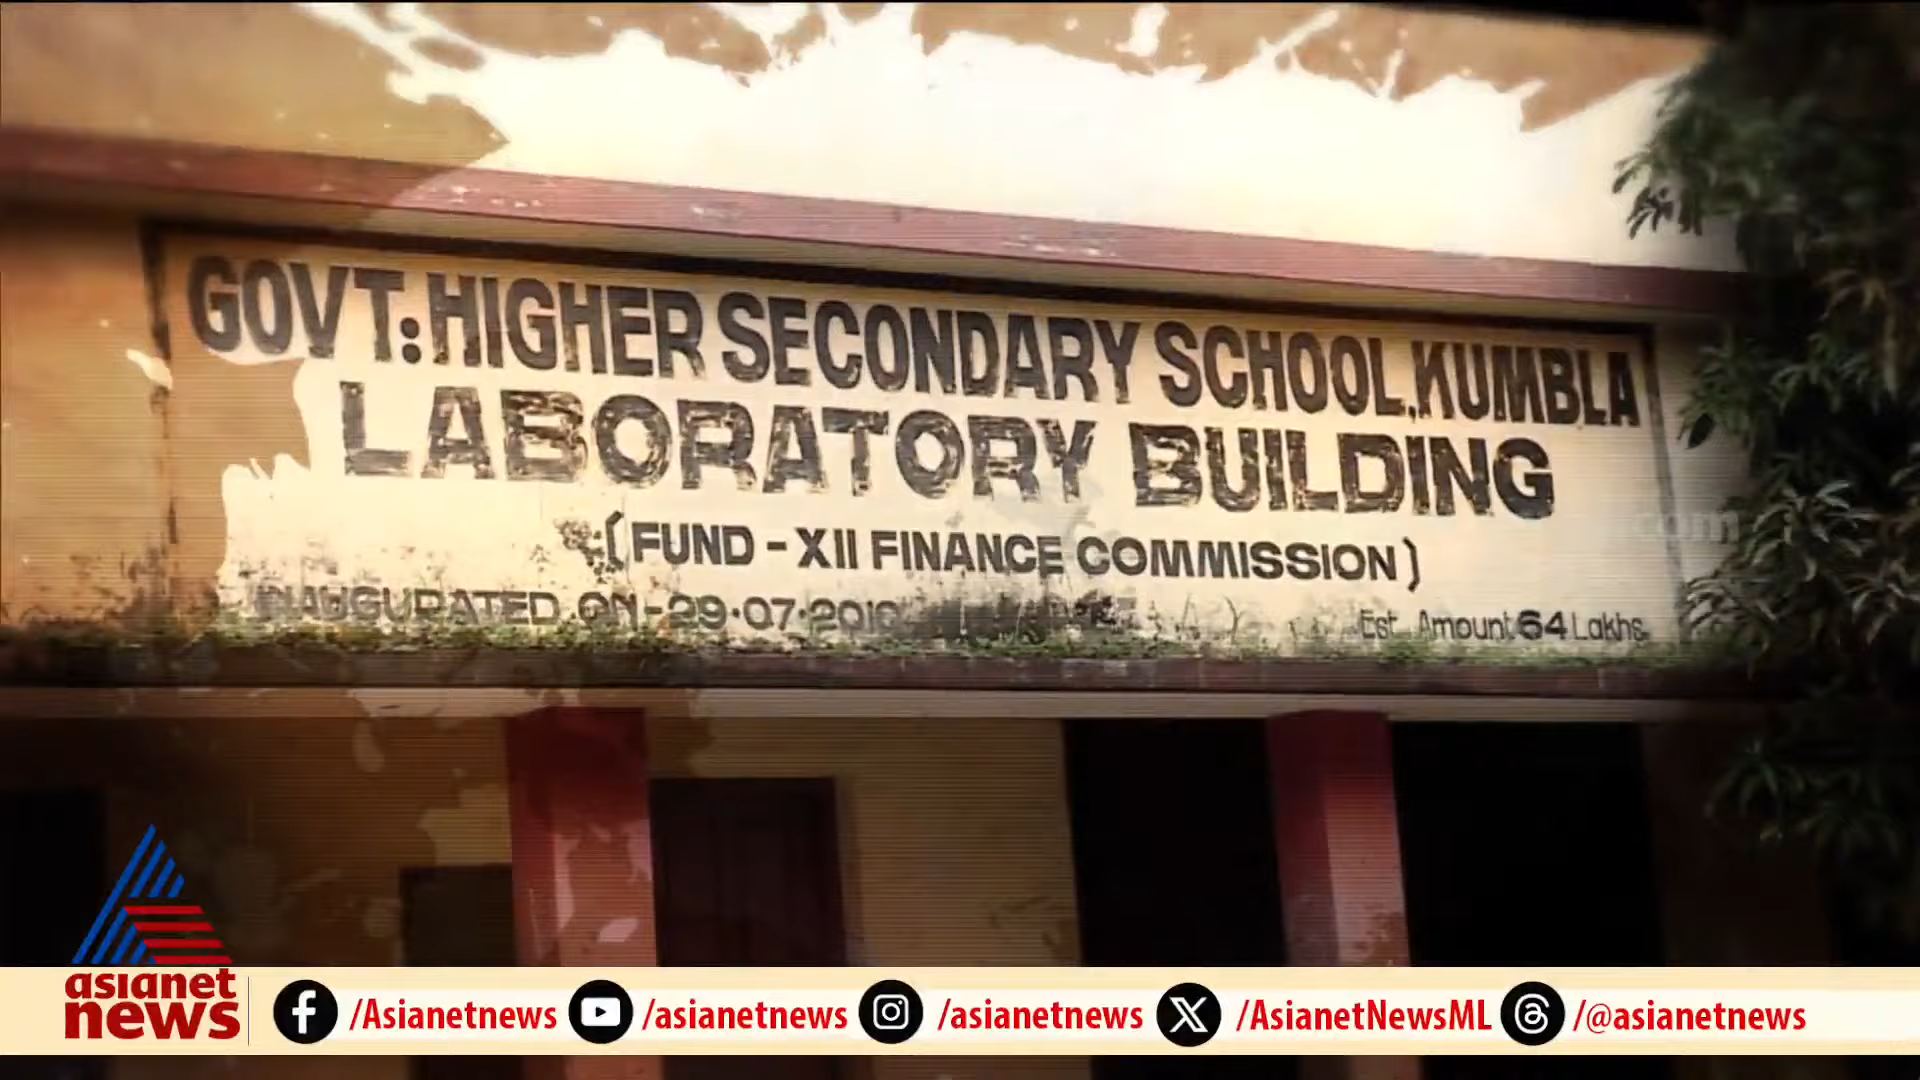 GOVT: HIGHER SECONDARY SCHOOL, KUMBLA
LABORATORY BUILDING
(FUND - XII FINANCE COMMISSION)
INAUGURATED ON - 29·07·2010
Est. Amount 64 Lakhs
com
asianet
news
/Asianetnews
/asianetnews
/asianetnews
/AsianetNewsML
/@asianetnews